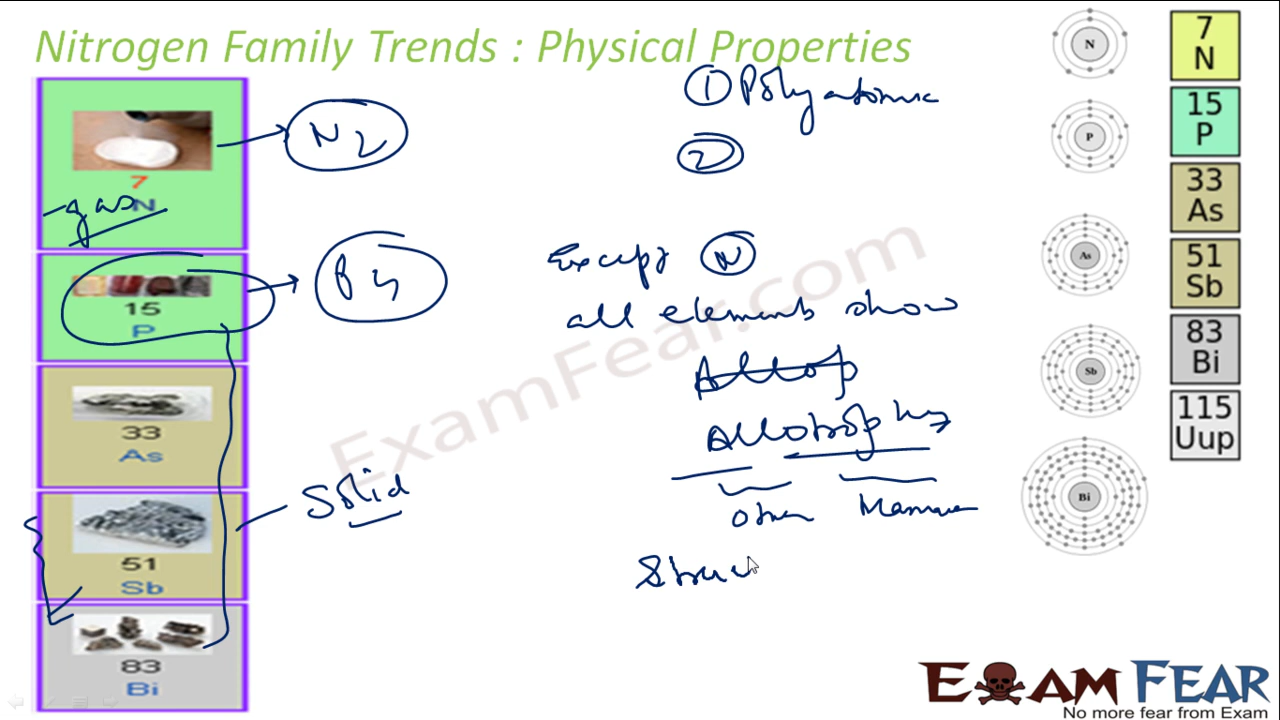 Nitrogen Family Trends : Physical Properties
① Polyatomic
②
N2
7
N
gas
P4
15
P
Except N
all elements show
Allop
Allotrophy
Other Manner
Struc
33
As
Solid
51
Sb
83
Bi
N
P
As
Sb
Bi
7
N
15
P
33
As
51
Sb
83
Bi
115
Uup
ExamFear.com
EXAM FEAR
No more fear from Exam